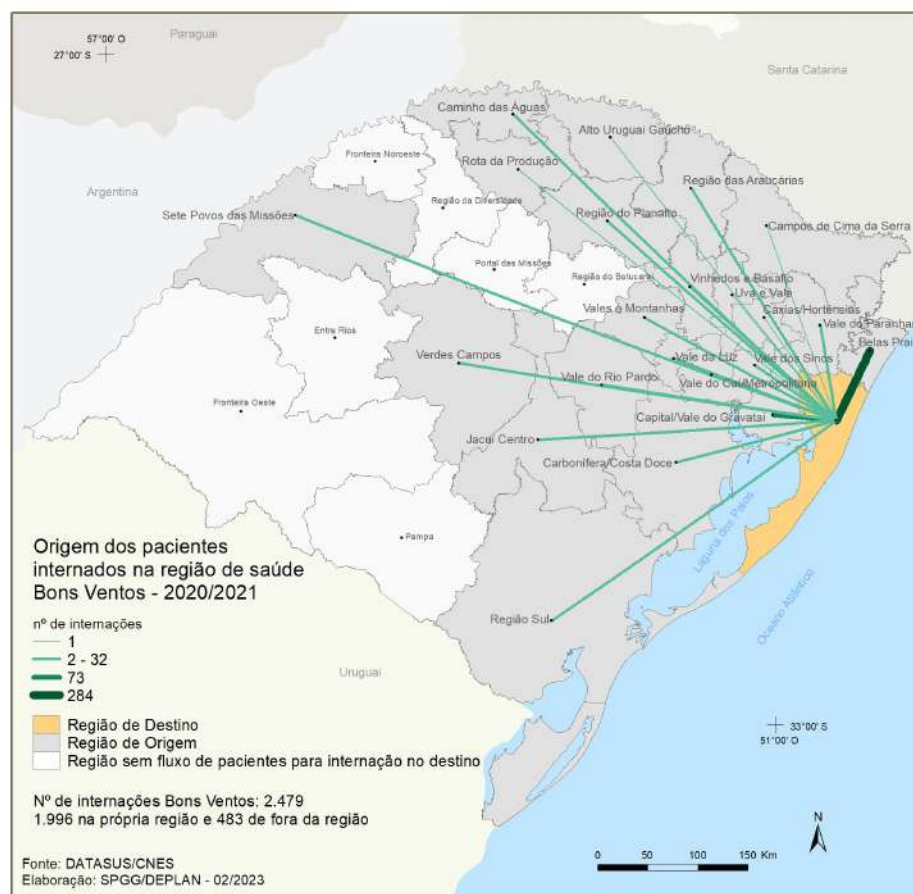 Paraguai
57°00' O
27°00' S
Santa Catarina
Caminho das Águas
Alto Uruguai Gaúcho
Fronteira Noroeste
Rota da Produção
Argentina
Região das Araucárias
Região da Diversidade
Sete Povos das Missões
Região do Planalto
Campos de Cima da Serra
Portal das Missões
Região do Botucaraí
Vinhedos e Basalto
Uva e Vale
Vales e Montanhas
Caxias/Hortênsias
Vale do Paranhan
Entre Rios
Belas Prai
Verdes Campos
Vale da Luz
Vale dos Sinos
Vale do Rio Pardo
Vale do Caí/Metropolitana
Fronteira Oeste
Capital/Vale do Gravataí
Jacuí Centro
Carbonífera/Costa Doce
Pampa
Laguna dos Patos
Origem dos pacientes
internados na região de saúde
Bons Ventos - 2020/2021
Oceano Atlântico
Região Sul
nº de internações
1
2 - 32
73
284
Uruguai
Região de Destino
Região de Origem
Região sem fluxo de pacientes para internação no destino
33°00' S
51°00' O
Nº de internações Bons Ventos: 2.479
1.996 na própria região e 483 de fora da região
N
Fonte: DATASUS/CNES
Elaboração: SPGG/DEPLAN - 02/2023
0 50 100 150 Km